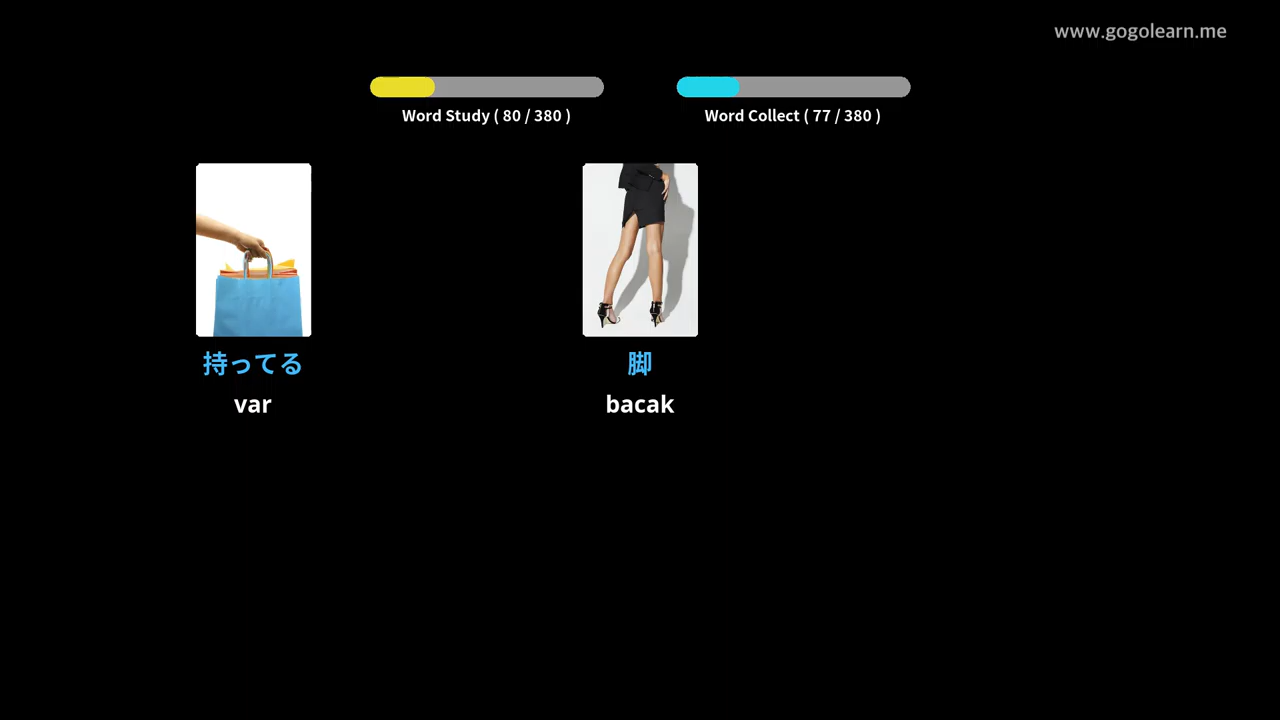 www.gogolearn.me
Word Study ( 80 / 380 )
Word Collect ( 77 / 380 )
持ってる
var
脚
bacak